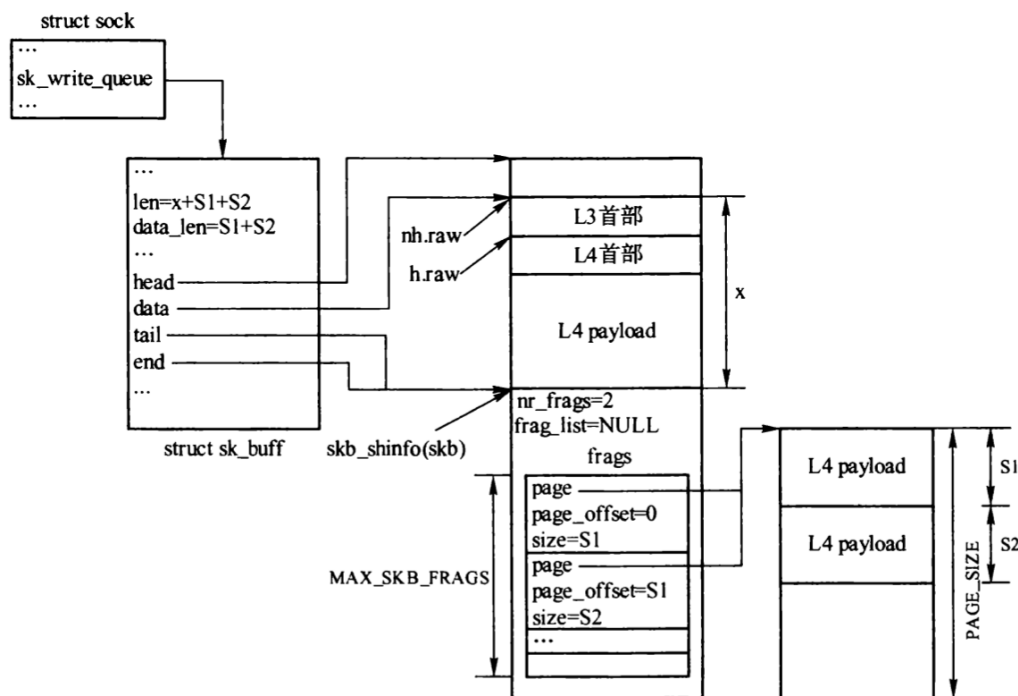 struct sock
...
sk_write_queue
...
...
len=x+S1+S2
data_len=S1+S2
...
head
data
tail
end
...
struct sk_buff
nh.raw
h.raw
skb_shinfo(skb)
L3首部
L4首部
L4 payload
x
nr_frags=2
frag_list=NULL
frags
page
page_offset=0
size=S1
page
page_offset=S1
size=S2
...
MAX_SKB_FRAGS
L4 payload
L4 payload
S1
S2
PAGE_SIZE